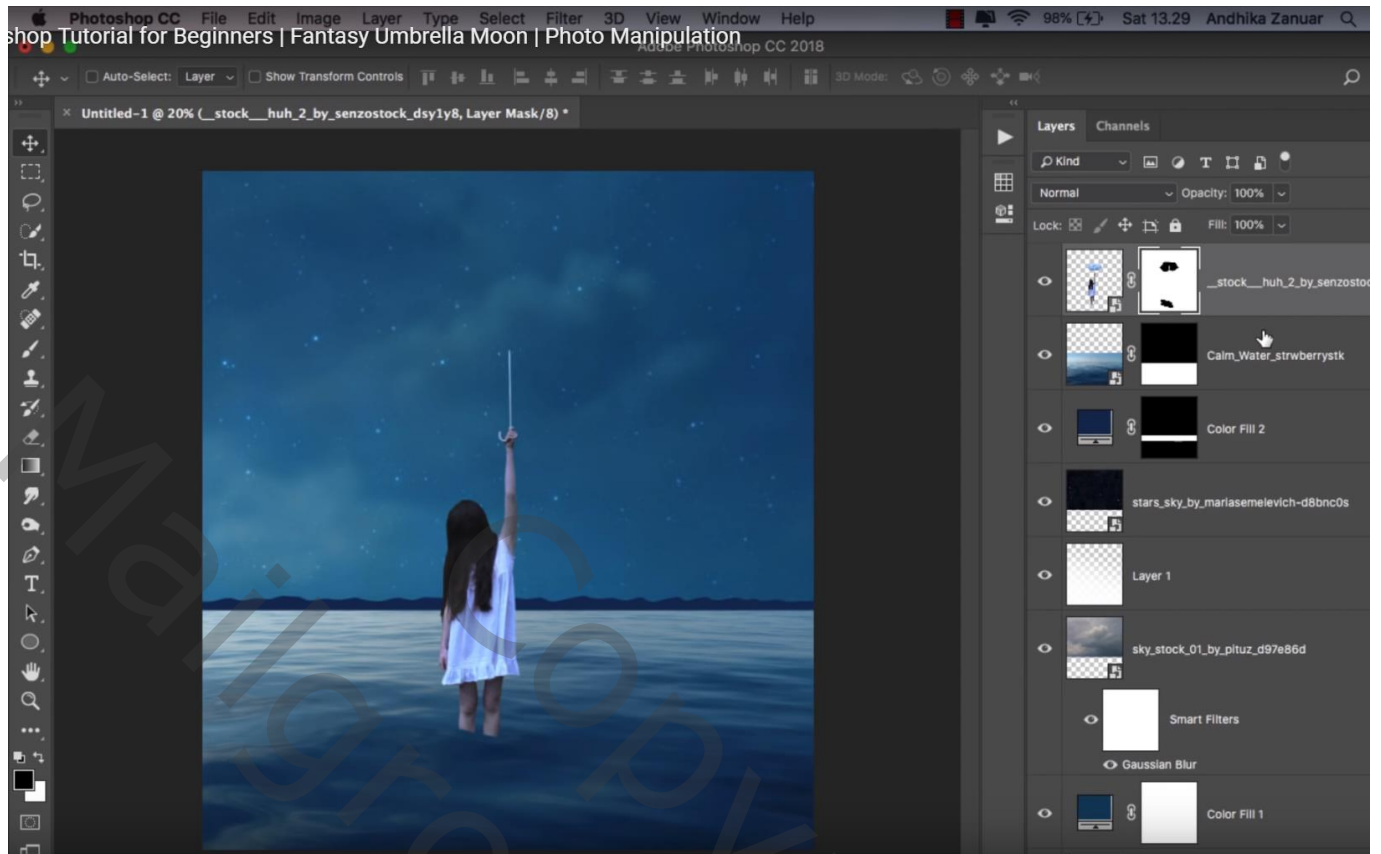 Photoshop CC File Edit Image Layer Type Select Filter 3D View Window Help 98% Sat 13.29 Andhika Zanuar
shop Tutorial for Beginners | Fantasy Umbrella Moon | Photo Manipulation
Adobe Photoshop CC 2018
Auto-Select: Layer Show Transform Controls 3D Mode:
× Untitled-1 @ 20% (__stock___huh_2_by_senzostock_dsy1y8, Layer Mask/8) *
Layers Channels
Kind
Normal Opacity: 100%
Lock: Fill: 100%
__stock___huh_2_by_senzostoc
Calm_Water_strwberrystk
Color Fill 2
stars_sky_by_mariasemelevich-d8bnc0s
Layer 1
sky_stock_01_by_pituz_d97e86d
Smart Filters
Gaussian Blur
Color Fill 1